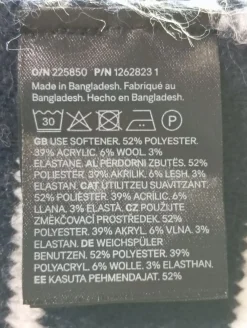 O/N 225850 P/N 1262823 1
Made in Bangladesh. Fabriqué au
Bangladesh. Hecho en Bangladesh.
30 P
GB USE SOFTENER. 52% POLYESTER.
39% ACRYLIC. 6% WOOL. 3%
ELASTANE. AL PERDORNI ZBUTËS. 52%
POLIESTER. 39% AKRILIK. 6% LESH. 3%
ELASTAN. CAT UTILITZEU SUAVITZANT.
52% POLIÈSTER. 39% ACRÍLIC. 6%
LLANA. 3% ELASTÀ. CZ POUŽIJTE
ZMĚKČOVACÍ PROSTŘEDEK. 52%
POLYESTER. 39% AKRYL. 6% VLNA. 3%
ELASTAN. DE WEICHSPÜLER
BENUTZEN. 52% POLYESTER. 39%
POLYACRYL. 6% WOLLE. 3% ELASTHAN.
EE KASUTA PEHMENDAJAT. 52%